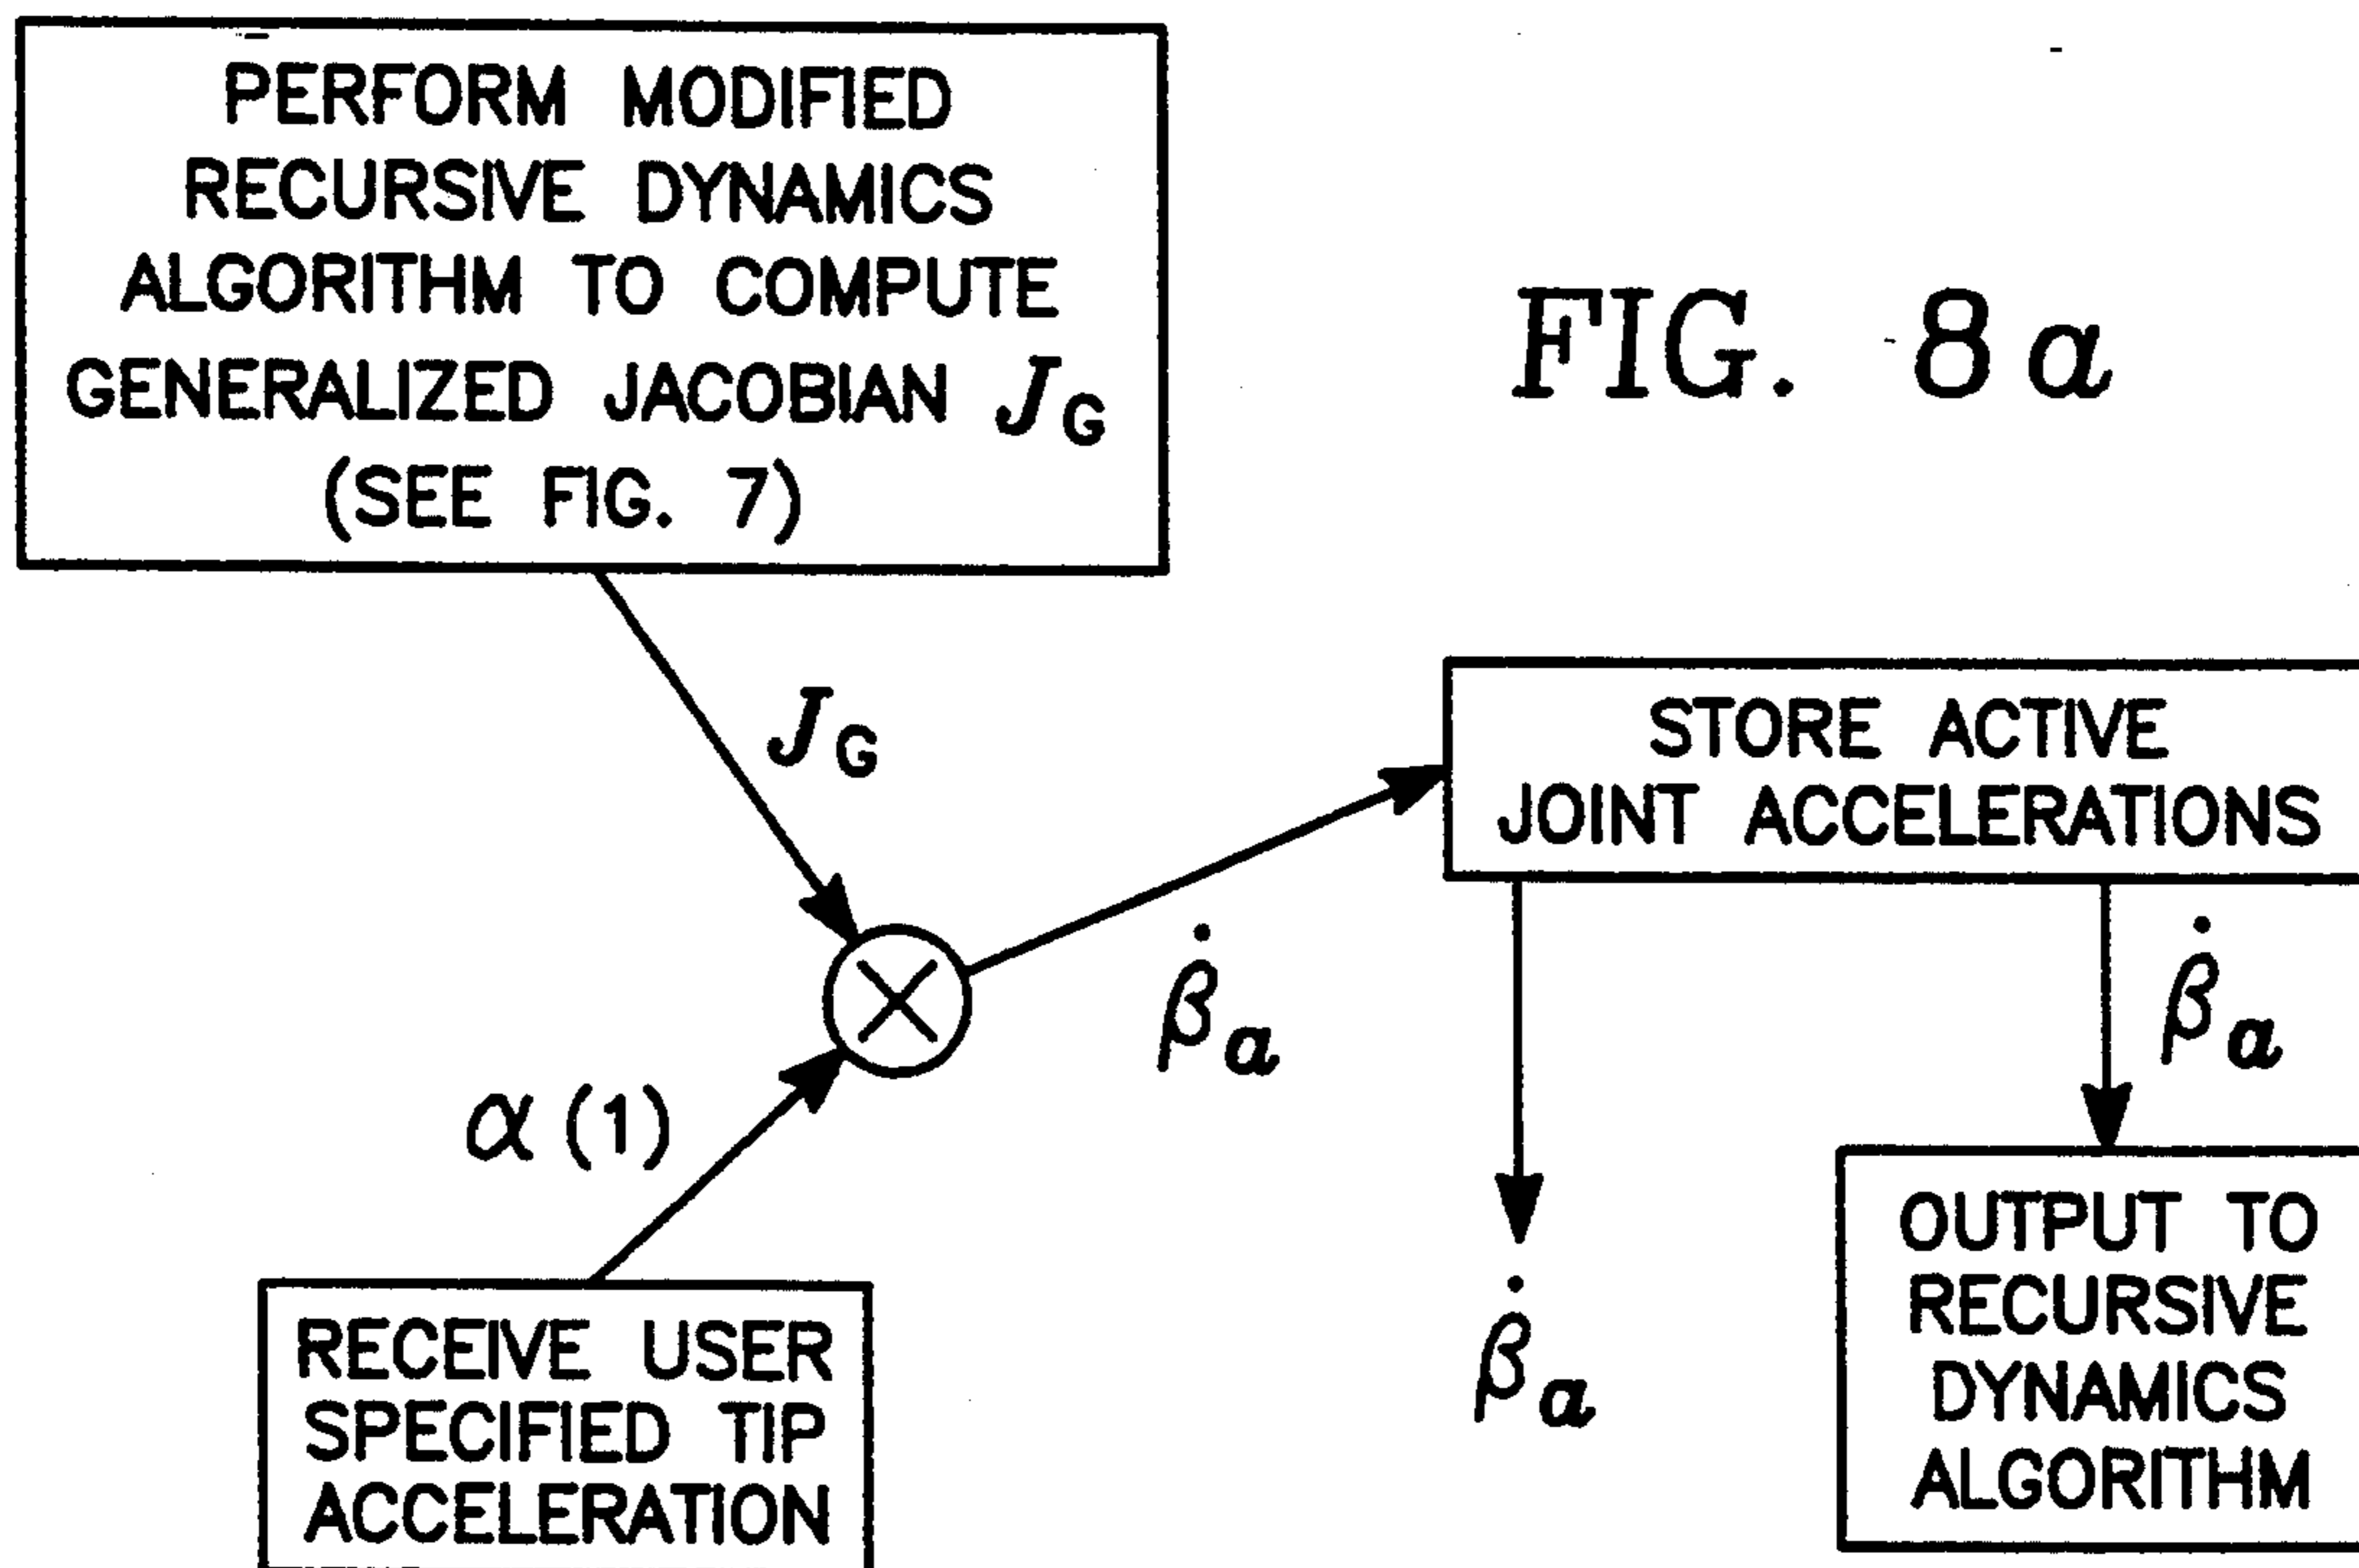 PERFORM MODIFIED
RECURSIVE DYNAMICS
ALGORITHM TO COMPUTE
GENERALIZED JACOBIAN J_G
(SEE FIG. 7)
FIG. 8a
J_G
STORE ACTIVE
JOINT ACCELERATIONS
β̇_a
β̇_a
α(1)
β̇_a
OUTPUT TO
RECURSIVE
DYNAMICS
ALGORITHM
RECEIVE USER
SPECIFIED TIP
ACCELERATION